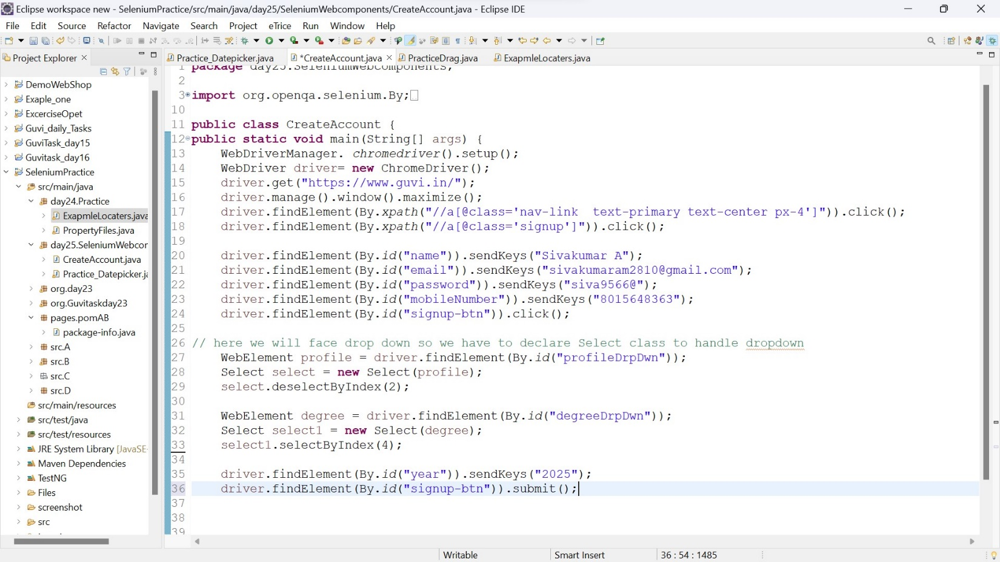 Eclipse workspace new - SeleniumPractice/src/main/java/day25/SeleniumWebcomponents/CreateAccount.java - Eclipse IDE
File Edit Source Refactor Navigate Search Project eTrice Run Window Help
Project Explorer
Practice_Datepicker.java *CreateAccount.java PracticeDrag.java ExapmleLocaters.java
DemoWebShop
Exaple_one
ExcerciseOpet
Guvi_daily_Tasks
GuviTask_day15
Guvitask_day16
SeleniumPractice
src/main/java
day24.Practice
ExapmleLocaters.java
PropertyFiles.java
day25.SeleniumWebcor
CreateAccount.java
Practice_Datepicker.ja
org.day23
org.Guvitaskday23
pages.pomAB
package-info.java
src.A
src.B
src.C
src.D
src/main/resources
src/test/java
src/test/resources
JRE System Library [JavaSE-
Maven Dependencies
TestNG
Files
screenshot
src
1 package day25.SeleniumWebcomponents;
2
3 import org.openqa.selenium.By;
10
11 public class CreateAccount {
12 public static void main(String[] args) {
13 WebDriverManager. chromedriver().setup();
14 WebDriver driver= new ChromeDriver();
15 driver.get("https://www.guvi.in/");
16 driver.manage().window().maximize();
17 driver.findElement(By.xpath("//a[@class='nav-link  text-primary text-center px-4']")).click();
18 driver.findElement(By.xpath("//a[@class='signup']")).click();
19
20 driver.findElement(By.id("name")).sendKeys("Sivakumar A");
21 driver.findElement(By.id("email")).sendKeys("sivakumaram2810@gmail.com");
22 driver.findElement(By.id("password")).sendKeys("siva9566@");
23 driver.findElement(By.id("mobileNumber")).sendKeys("8015648363");
24 driver.findElement(By.id("signup-btn")).click();
25
26 // here we will face drop down so we have to declare Select class to handle dropdown
27 WebElement profile = driver.findElement(By.id("profileDrpDwn"));
28 Select select = new Select(profile);
29 select.deselectByIndex(2);
30
31 WebElement degree = driver.findElement(By.id("degreeDrpDwn"));
32 Select select1 = new Select(degree);
33 select1.selectByIndex(4);
34
35 driver.findElement(By.id("year")).sendKeys("2025");
36 driver.findElement(By.id("signup-btn")).submit();
37
38
39
Writable Smart Insert 36 : 54 : 1485